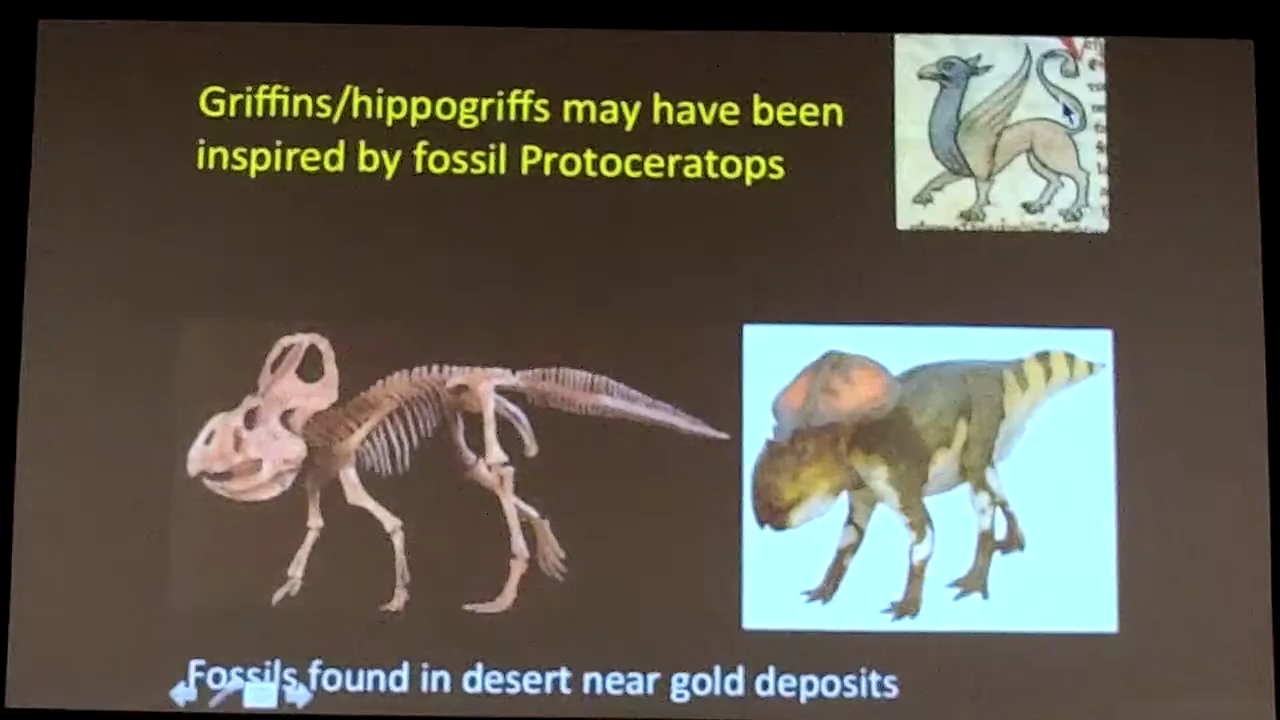 Griffins/hippogriffs may have been
inspired by fossil Protoceratops
Fossils found in desert near gold deposits